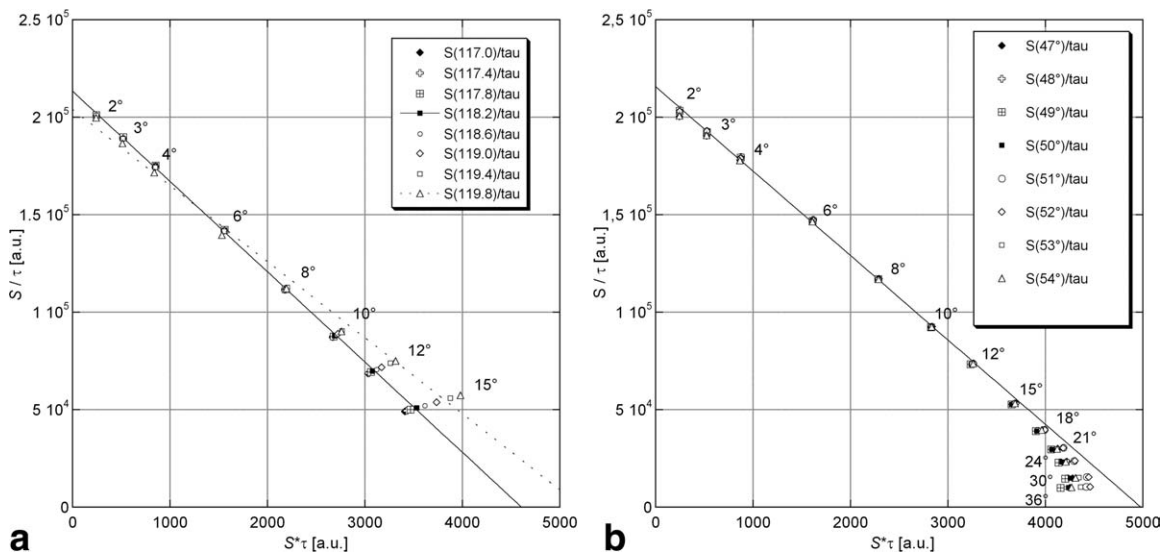 2,5 10⁵
2 10⁵
1,5 10⁵
1 10⁵
5 10⁴
0
S / τ [a.u.]
2°
3°
4°
6°
8°
10°
12°
15°
S(117.0)/tau
S(117.4)/tau
S(117.8)/tau
S(118.2)/tau
S(118.6)/tau
S(119.0)/tau
S(119.4)/tau
S(119.8)/tau
0 1000 2000 3000 4000 5000
S*τ [a.u.]
a
2,5 10⁵
2 10⁵
1,5 10⁵
1 10⁵
5 10⁴
0
S / τ [a.u.]
2°
3°
4°
6°
8°
10°
12°
15°
18°
21°
24°
30°
36°
S(47°)/tau
S(48°)/tau
S(49°)/tau
S(50°)/tau
S(51°)/tau
S(52°)/tau
S(53°)/tau
S(54°)/tau
0 1000 2000 3000 4000 5000
S*τ [a.u.]
b